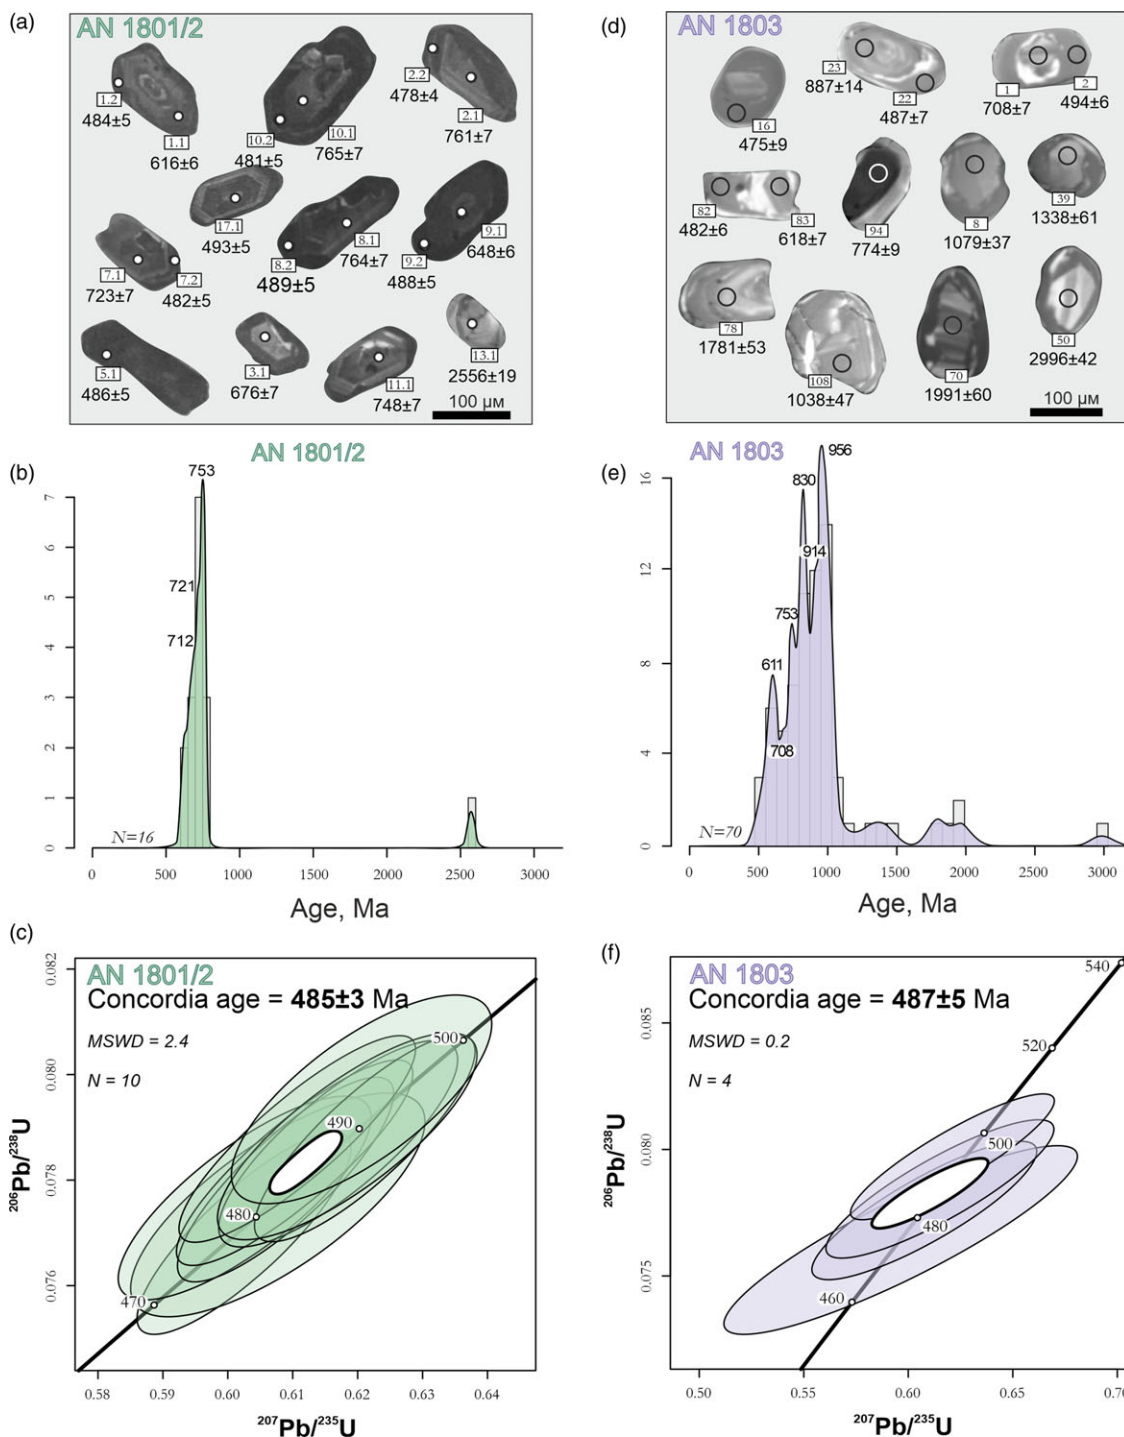 (a)
AN 1801/2
1.2
484±5
1.1
616±6
10.2
481±5
10.1
765±7
2.2
478±4
2.1
761±7
17.1
493±5
7.1
723±7
7.2
482±5
8.2
489±5
8.1
764±7
9.2
488±5
9.1
648±6
5.1
486±5
3.1
676±7
11.1
748±7
13.1
2556±19
100 μм
(d)
AN 1803
16
475±9
23
887±14
22
487±7
1
708±7
2
494±6
82
482±6
83
618±7
94
774±9
8
1079±37
39
1338±61
78
1781±53
108
1038±47
70
1991±60
50
2996±42
100 μм
(b)
AN 1801/2
753
721
712
N=16
0 1 2 3 4 5 6 7
0 500 1000 1500 2000 2500 3000
Age, Ma
(e)
AN 1803
956
830
914
753
611
708
N=70
0 4 8 12 16
0 500 1000 1500 2000 2500 3000
Age, Ma
(c)
AN 1801/2
Concordia age = 485±3 Ma
MSWD = 2.4
N = 10
500
490
480
470
0.076 0.078 0.080 0.082
206Pb/238U
0.58 0.59 0.60 0.61 0.62 0.63 0.64
207Pb/235U
(f)
AN 1803
Concordia age = 487±5 Ma
MSWD = 0.2
N = 4
540
520
500
480
460
0.075 0.080 0.085
206Pb/238U
0.50 0.55 0.60 0.65 0.70
207Pb/235U